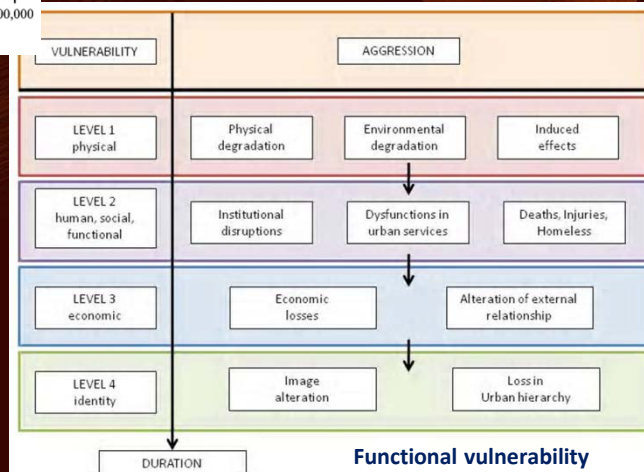 00,000
VULNERABILITY
AGGRESSION
LEVEL 1
physical
Physical
degradation
Environmental
degradation
Induced
effects
LEVEL 2
human, social,
functional
Institutional
disruptions
Dysfunctions in
urban services
Deaths, Injuries,
Homeless
LEVEL 3
economic
Economic
losses
Alteration of external
relationship
LEVEL 4
identity
Image
alteration
Loss in
Urban hierarchy
DURATION
Functional vulnerability